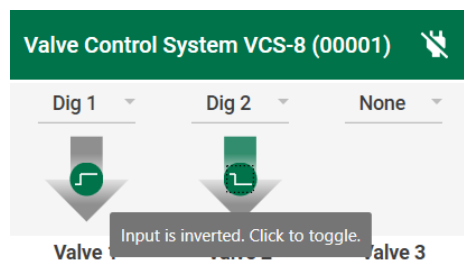 Valve Control System VCS-8 (00001)
Dig 1 Dig 2 None
Input is inverted. Click to toggle.
Valve Valve 3